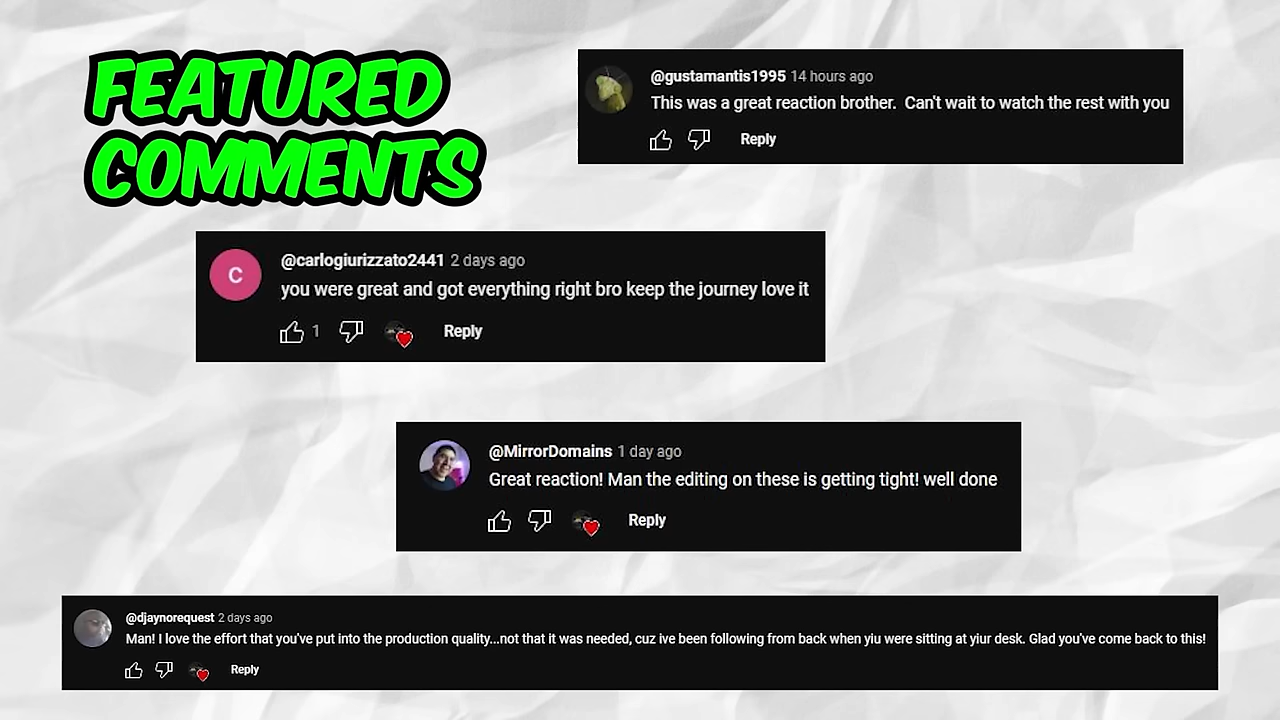 FEATURED
COMMENTS
@gustamantis1995 14 hours ago
This was a great reaction brother.  Can't wait to watch the rest with you
Reply
C
@carlogiurizzato2441 2 days ago
you were great and got everything right bro keep the journey love it
1
Reply
@MirrorDomains 1 day ago
Great reaction! Man the editing on these is getting tight! well done
Reply
@djaynorequest 2 days ago
Man! I love the effort that you've put into the production quality...not that it was needed, cuz ive been following from back when yiu were sitting at yiur desk. Glad you've come back to this!
Reply